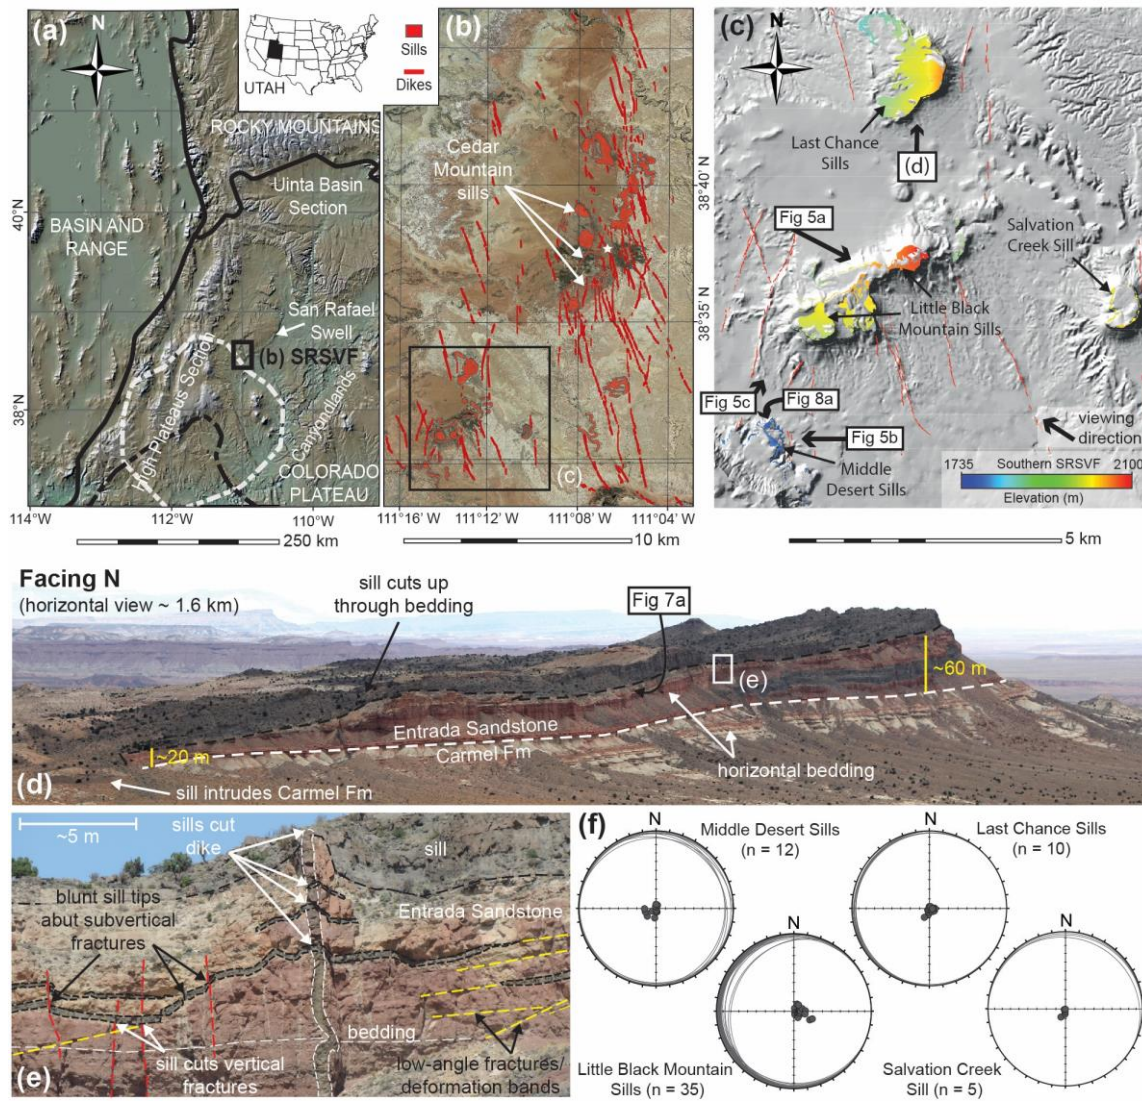 (a)
N
UTAH
Sills
Dikes
ROCKY MOUNTAINS
Uinta Basin
Section
BASIN AND
RANGE
San Rafael
Swell
(b) SRSVF
High Plateaus Section
Canyonlands
COLORADO
PLATEAU
40°N
38°N
114°W
112°W
110°W
250 km
(b)
Cedar
Mountain
sills
(c)
38°40' N
38°35' N
111°16' W
111°12' W
111°08' W
111°04' W
10 km
(c)
N
Last Chance
Sills
(d)
Fig 5a
Salvation
Creek Sill
Little Black
Mountain Sills
Fig 5c
Fig 8a
Fig 5b
viewing
direction
Middle
Desert Sills
1735
Southern SRSVF
2100
Elevation (m)
5 km
Facing N
(horizontal view ~ 1.6 km)
sill cuts up
through bedding
Fig 7a
(e)
~60 m
Entrada Sandstone
Carmel Fm
~20 m
horizontal bedding
(d)
sill intrudes Carmel Fm
~5 m
sills cut
dike
sill
blunt sill tips
abut subvertical
fractures
Entrada Sandstone
bedding
sill cuts vertical
fractures
low-angle fractures/
deformation bands
(e)
(f)
N
Middle Desert Sills
(n = 12)
N
Last Chance Sills
(n = 10)
N
Little Black Mountain
Sills (n = 35)
N
Salvation Creek
Sill (n = 5)